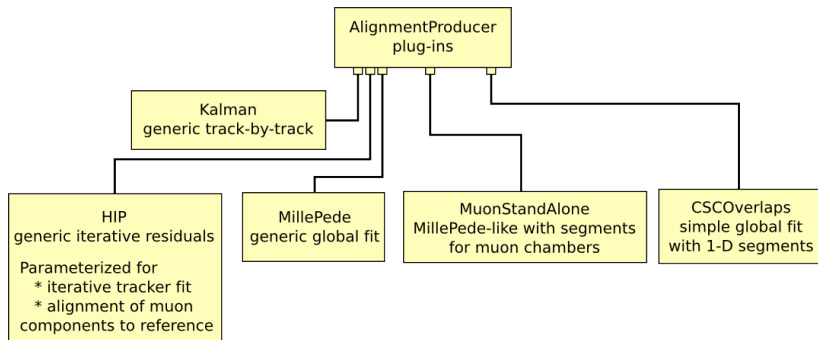 AlignmentProducer
plug-ins
Kalman
generic track-by-track
HIP
generic iterative residuals
Parameterized for
* iterative tracker fit
* alignment of muon
components to reference
MillePede
generic global fit
MuonStandAlone
MillePede-like with segments
for muon chambers
CSCOverlaps
simple global fit
with 1-D segments